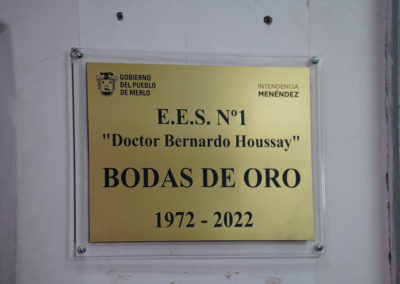 GOBIERNO
DEL PUEBLO
DE MERLO
INTENDENCIA
MENÉNDEZ
E.E.S. Nº1
"Doctor Bernardo Houssay"
BODAS DE ORO
1972 - 2022